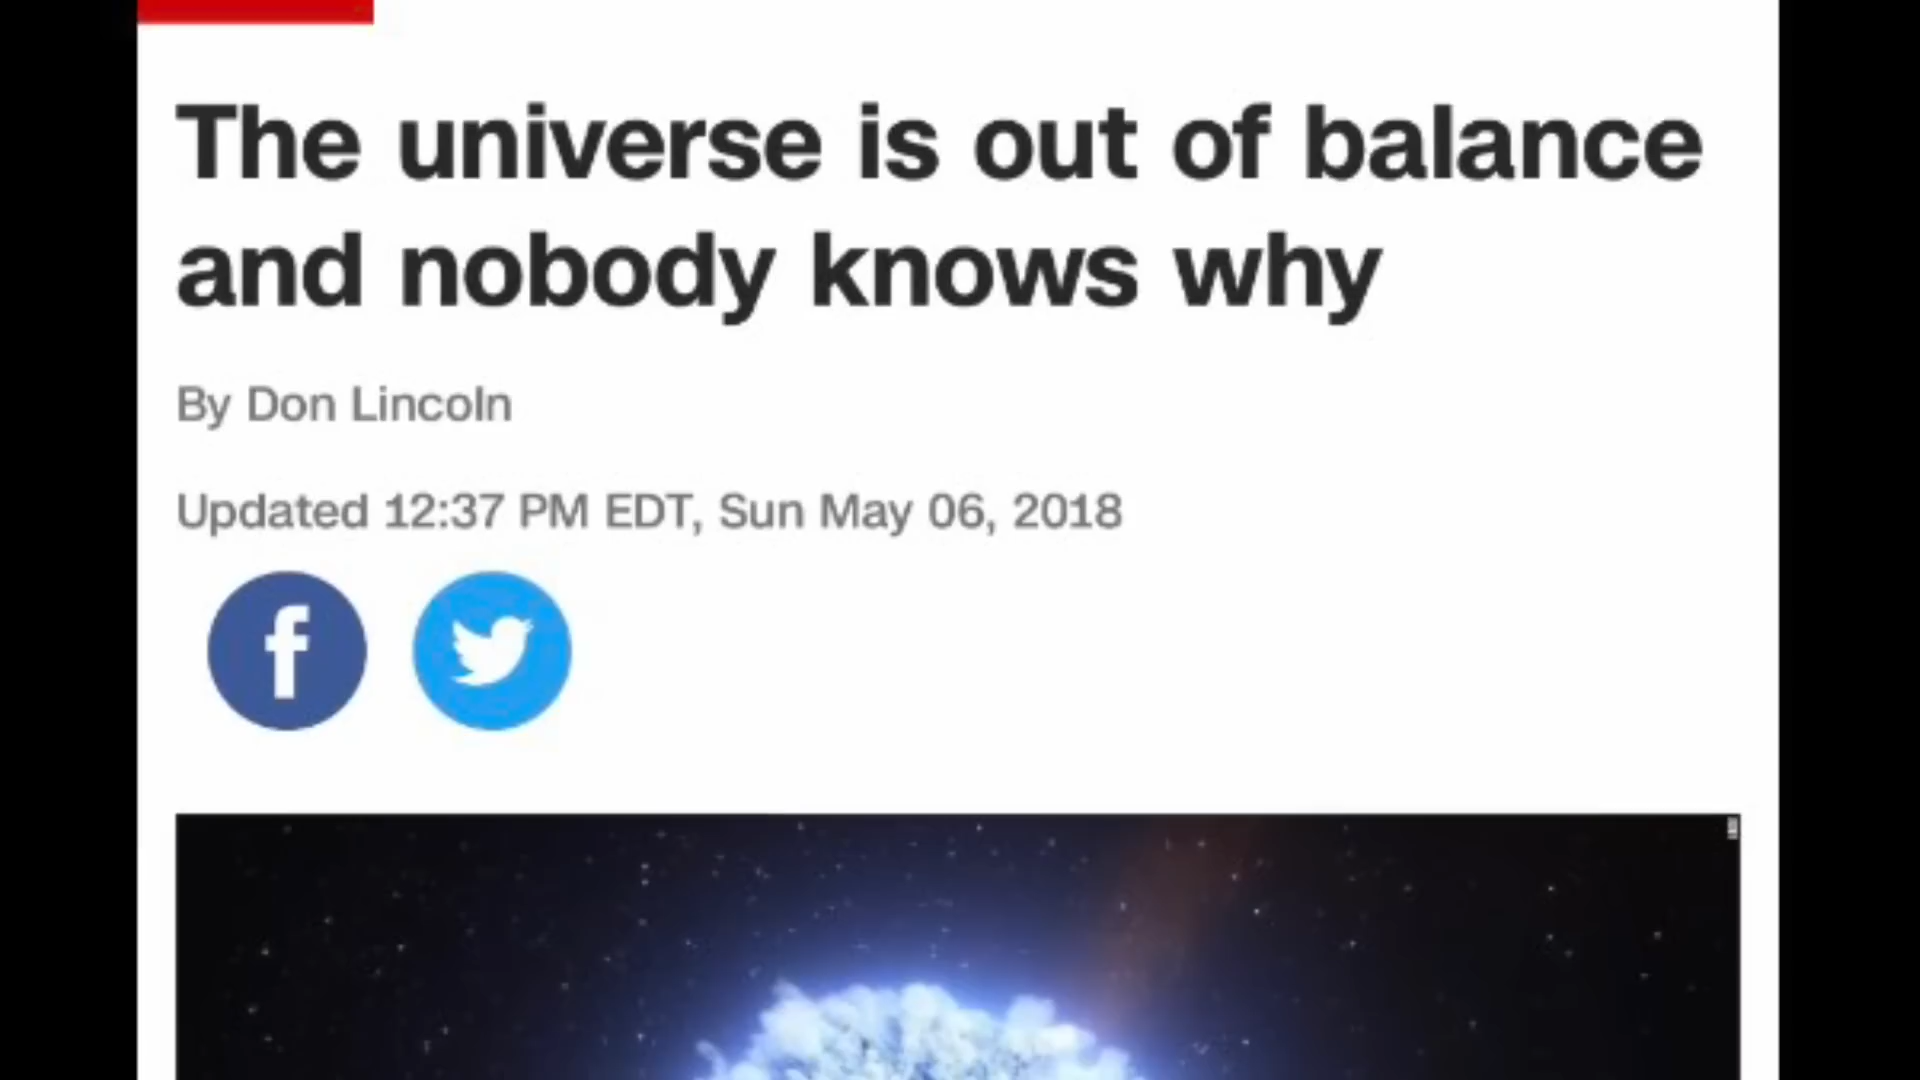 The universe is out of balance
and nobody knows why
By Don Lincoln
Updated 12:37 PM EDT, Sun May 06, 2018